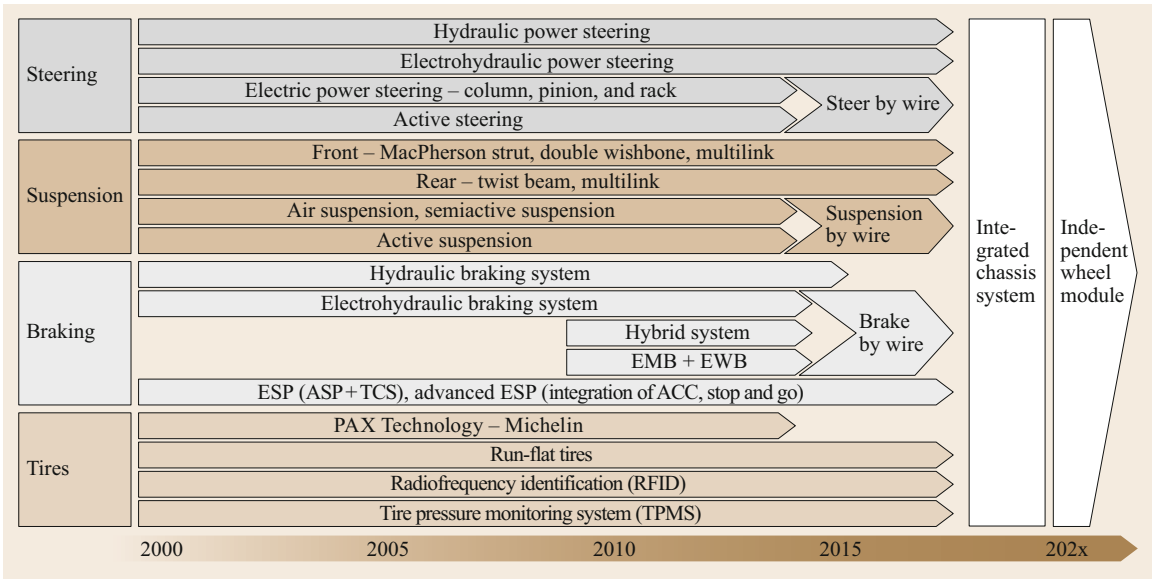 Steering
Hydraulic power steering
Electrohydraulic power steering
Electric power steering – column, pinion, and rack
Active steering
Steer by wire
Suspension
Front – MacPherson strut, double wishbone, multilink
Rear – twist beam, multilink
Air suspension, semiactive suspension
Active suspension
Suspension
by wire
Braking
Hydraulic braking system
Electrohydraulic braking system
Hybrid system
EMB + EWB
Brake
by wire
ESP (ASP + TCS), advanced ESP (integration of ACC, stop and go)
Tires
PAX Technology – Michelin
Run-flat tires
Radiofrequency identification (RFID)
Tire pressure monitoring system (TPMS)
Inte-
grated
chassis
system
Inde-
pendent
wheel
module
2000 2005 2010 2015 202x